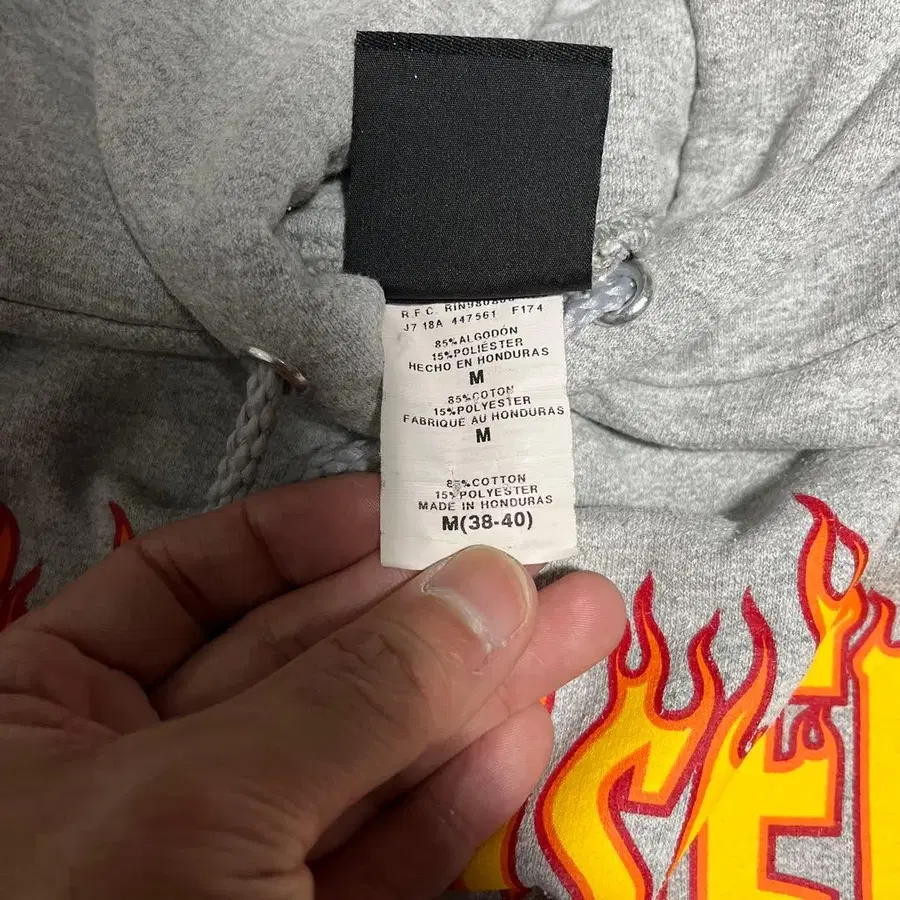 R.F.C.
J7 18A 447561 F174
85%ALGODÓN
15%POLIÉSTER
HECHO EN HONDURAS
M
85%COTON
15%POLYESTER
FABRIQUE AU HONDURAS
M
COTTON
15%POLYESTER
MADE IN HONDURAS
M(38-40)
SE